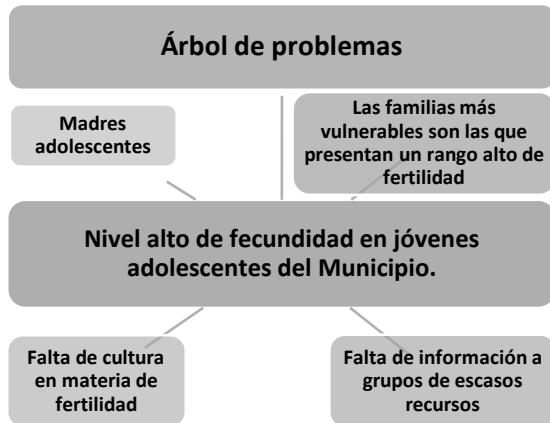 Árbol de problemas
Madres
adolescentes
Las familias más
vulnerables son las que
presentan un rango alto de
fertilidad
Nivel alto de fecundidad en jóvenes
adolescentes del Municipio.
Falta de cultura
en materia de
fertilidad
Falta de información a
grupos de escasos
recursos